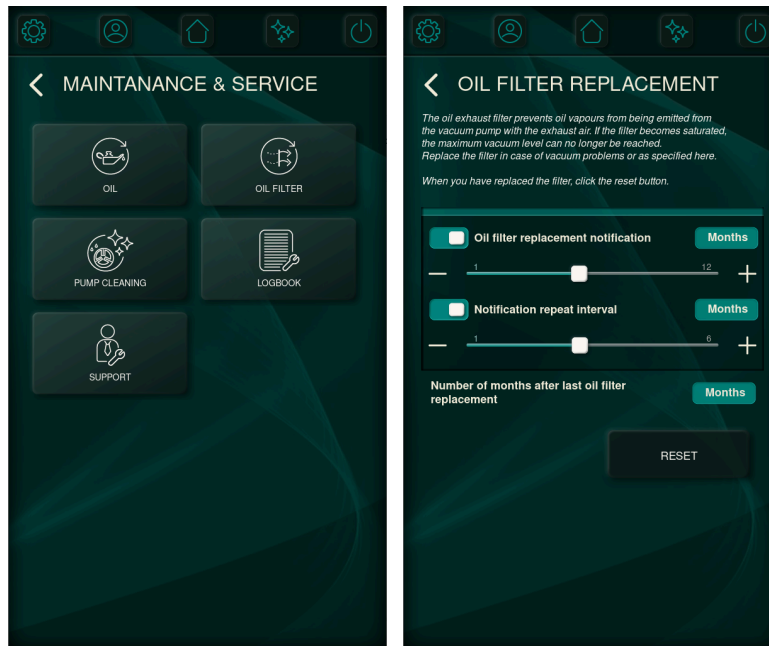 MAINTANANCE & SERVICE
OIL
OIL FILTER
PUMP CLEANING
LOGBOOK
SUPPORT
OIL FILTER REPLACEMENT
The oil exhaust filter prevents oil vapours from being emitted from
the vacuum pump with the exhaust air. If the filter becomes saturated,
the maximum vacuum level can no longer be reached.
Replace the filter in case of vacuum problems or as specified here.
When you have replaced the filter, click the reset button.
Oil filter replacement notification Months
1 12
Notification repeat interval Months
1 6
Number of months after last oil filter
replacement
Months
RESET